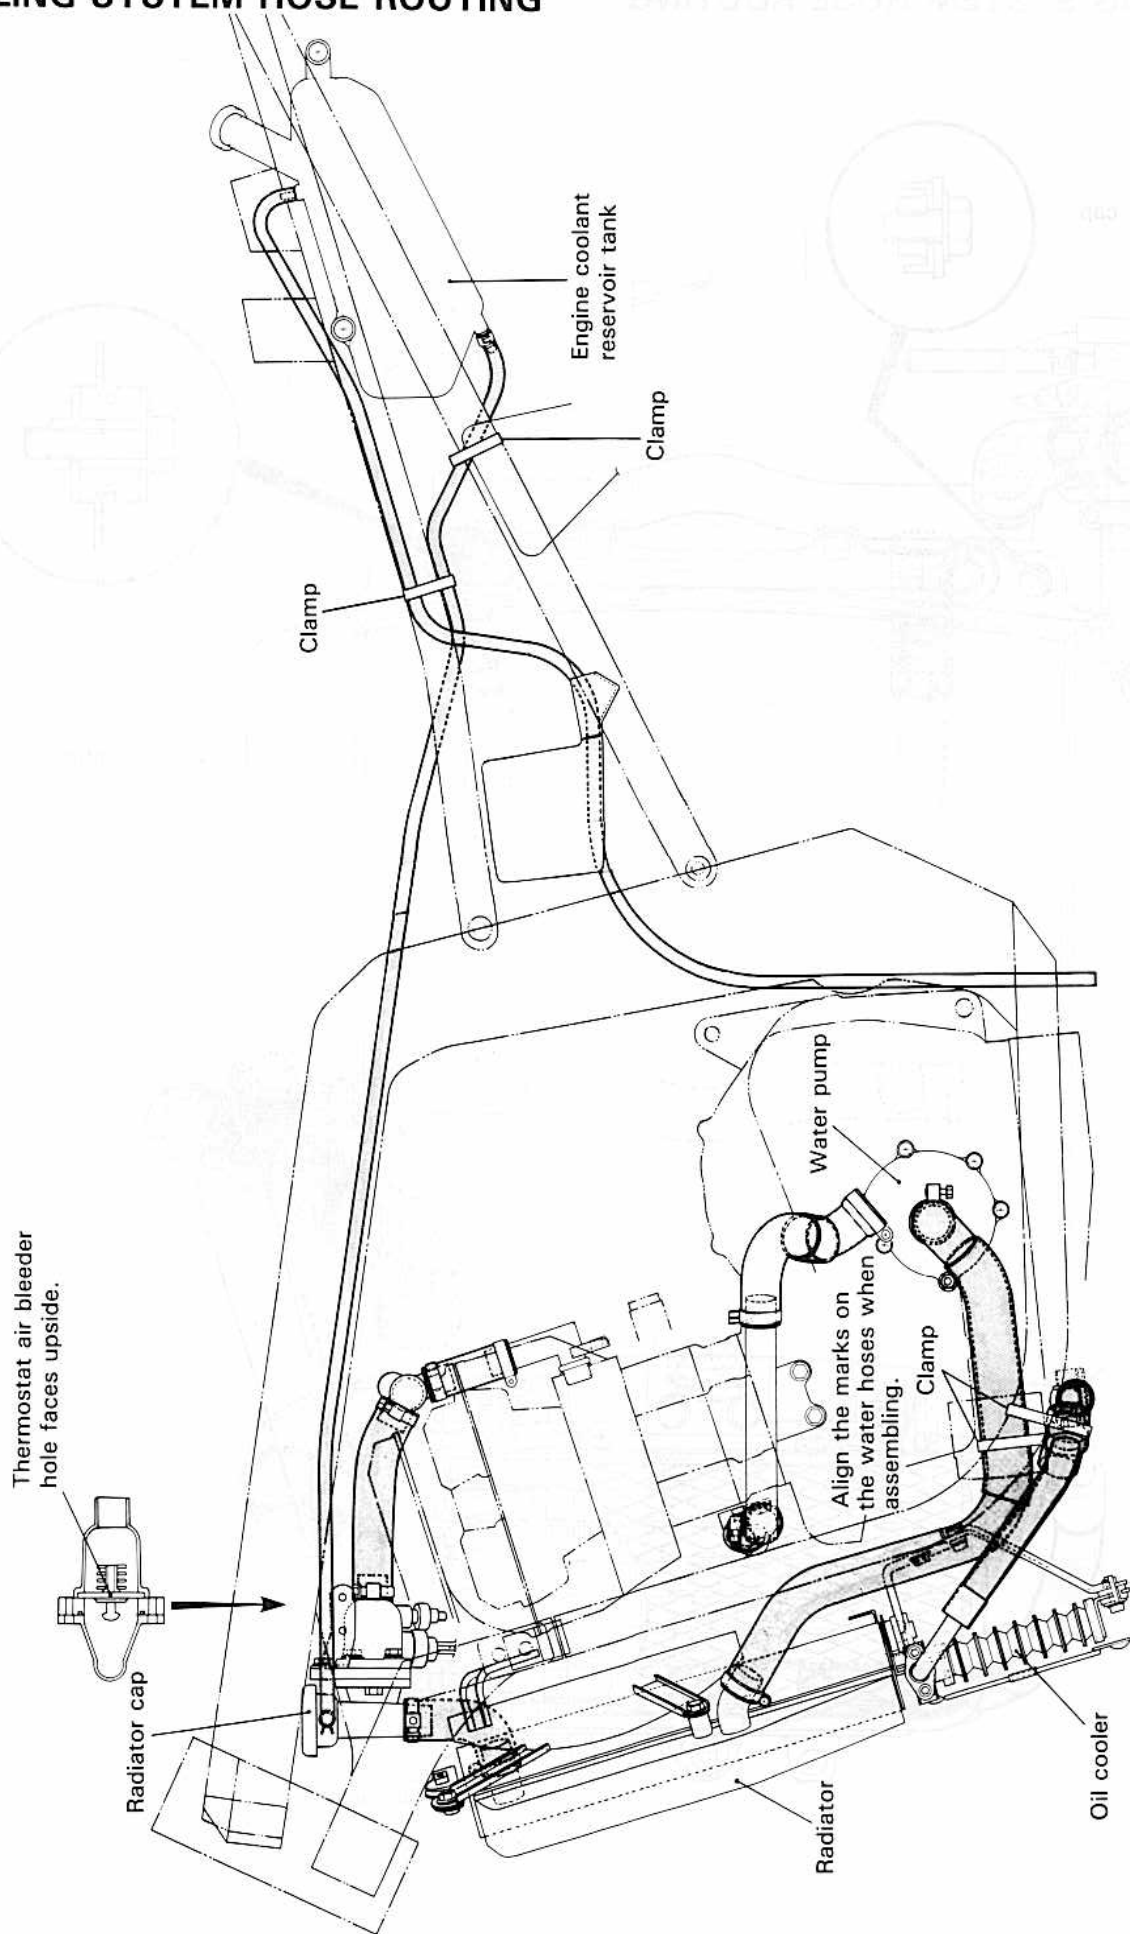 LING SYSTEM HOSE ROUTING
Thermostat air bleeder
hole faces upside.
Radiator cap
Clamp
Engine coolant
reservoir tank
Clamp
Water pump
Align the marks on
the water hoses when
assembling.
Clamp
Radiator
Oil cooler